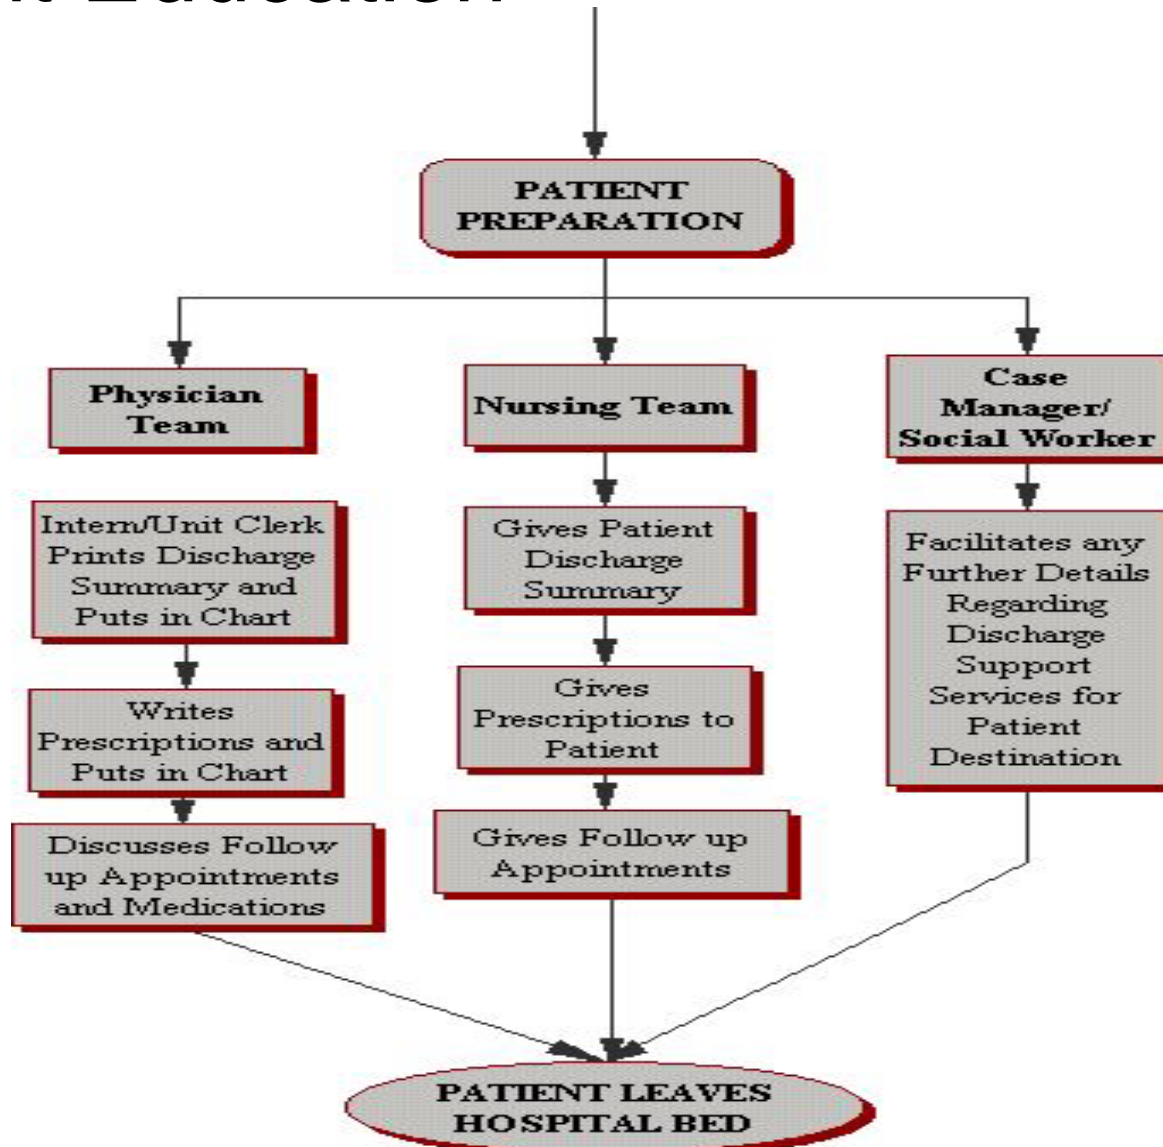 Education
PATIENT
PREPARATION
Physician
Team
Intern/Unit Clerk
Prints Discharge
Summary and
Puts in Chart
Writes
Prescriptions and
Puts in Chart
Discusses Follow
up Appointments
and Medications
Nursing Team
Gives Patient
Discharge
Summary
Gives
Prescriptions to
Patient
Gives Follow up
Appointments
Case
Manager/
Social Worker
Facilitates any
Further Details
Regarding
Discharge
Support
Services for
Patient
Destination
PATIENT LEAVES
HOSPITAL BED